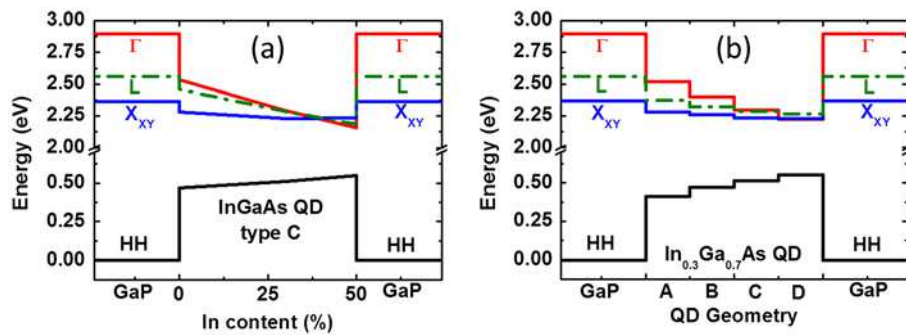 3.00
(a)
Γ
Γ
2.75
2.50
L
L
2.25
X_XY
X_XY
2.00
Energy (eV)
0.50
InGaAs QD
type C
0.25
HH
HH
0.00
GaP
0
25
50
GaP
In content (%)
3.00
(b)
Γ
Γ
2.75
2.50
L
L
2.25
X_XY
X_XY
2.00
Energy (eV)
0.50
0.25
HH
In_0.3Ga_0.7As QD
HH
0.00
GaP
A
B
C
D
GaP
QD Geometry